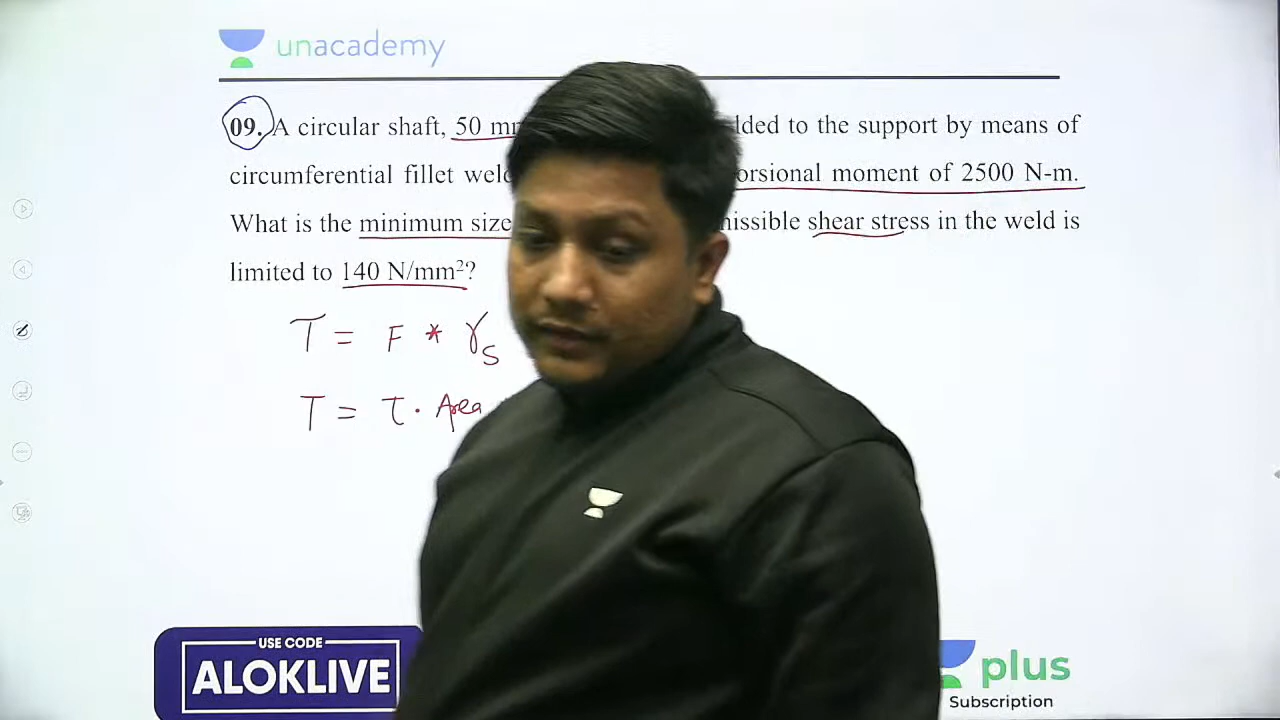 unacademy
09. A circular shaft, 50 mm lded to the support by means of
circumferential fillet weld orsional moment of 2500 N-m.
What is the minimum size missible shear stress in the weld is
limited to 140 N/mm²?
T = F * r_s
T = τ · Area
USE CODE
ALOKLIVE
plus
Subscription